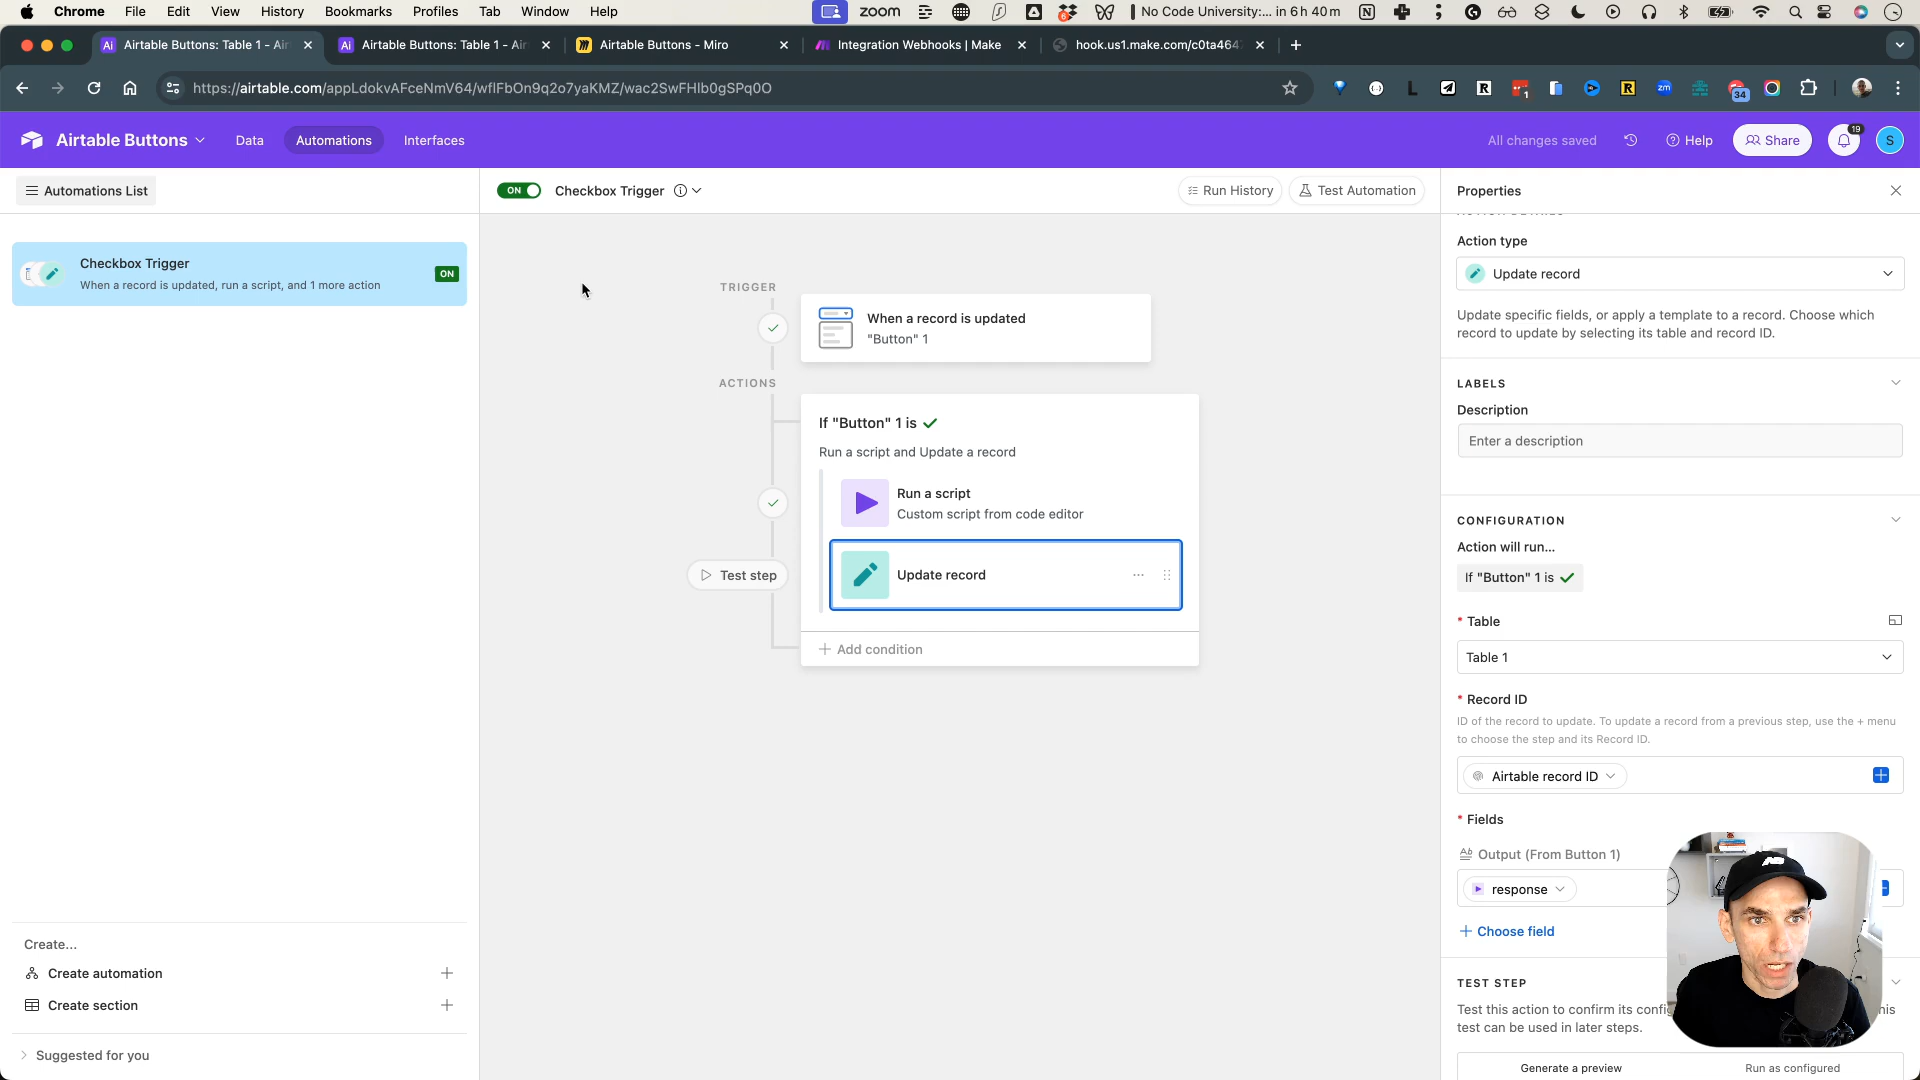 Chrome File Edit View History Bookmarks Profiles Tab Window Help
zoom
No Code University:... in 6 h 40 m
Airtable Buttons: Table 1 - Air
Airtable Buttons: Table 1 - Air
Airtable Buttons - Miro
Integration Webhooks | Make
hook.us1.make.com/c0ta464
https://airtable.com/appLdokvAFceNmV64/wflFbOn9q2o7yaKMZ/wac2SwFHlb0gSPq0O
Airtable Buttons
Data
Automations
Interfaces
All changes saved
Help
Share
19
S
Automations List
ON
Checkbox Trigger
Run History
Test Automation
Properties
Checkbox Trigger
When a record is updated, run a script, and 1 more action
ON
TRIGGER
When a record is updated
"Button" 1
ACTIONS
If "Button" 1 is
Run a script and Update a record
Run a script
Custom script from code editor
Test step
Update record
Add condition
Action type
Update record
Update specific fields, or apply a template to a record. Choose which
record to update by selecting its table and record ID.
LABELS
Description
Enter a description
CONFIGURATION
Action will run...
If "Button" 1 is
* Table
Table 1
* Record ID
ID of the record to update. To update a record from a previous step, use the + menu
to choose the step and its Record ID.
Airtable record ID
* Fields
Output (From Button 1)
response
+ Choose field
TEST STEP
Test this action to confirm its
test can be used in later steps.
Generate a preview
Run as configured
Create...
Create automation
Create section
Suggested for you